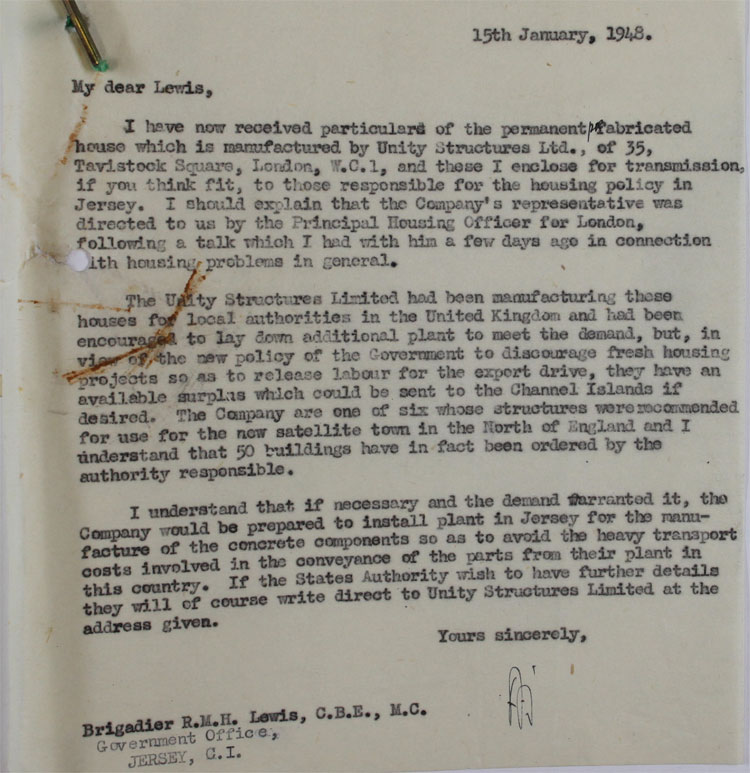 15th January, 1948.
My dear Lewis,
I have now received particulars of the permanent prefabricated
house which is manufactured by Unity Structures Ltd., of 35,
Tavistock Square, London, W.C.1, and these I enclose for transmission,
if you think fit, to those responsible for the housing policy in
Jersey. I should explain that the Company's representative was
directed to us by the Principal Housing Officer for London,
following a talk which I had with him a few days ago in connection
ith housing problems in general.
The Unity Structures Limited had been manufacturing these
houses for local authorities in the United Kingdom and had been
encouraged to lay down additional plant to meet the demand, but, in
view of the new policy of the Government to discourage fresh housing
projects so as to release labour for the export drive, they have an
available surplus which could be sent to the Channel Islands if
desired. The Company are one of six whose structures were recommended
for use for the new satellite town in the North of England and I
understand that 50 buildings have in fact been ordered by the
authority responsible.
I understand that if necessary and the demand warranted it, the
Company would be prepared to install plant in Jersey for the manu-
facture of the concrete components so as to avoid the heavy transport
costs involved in the conveyance of the parts from their plant in
this country. If the States Authority wish to have further details
they will of course write direct to Unity Structures Limited at the
address given.
Yours sincerely,
Brigadier R.M.H. Lewis, C.B.E., M.C.
Government Office,
JERSEY, C.I.